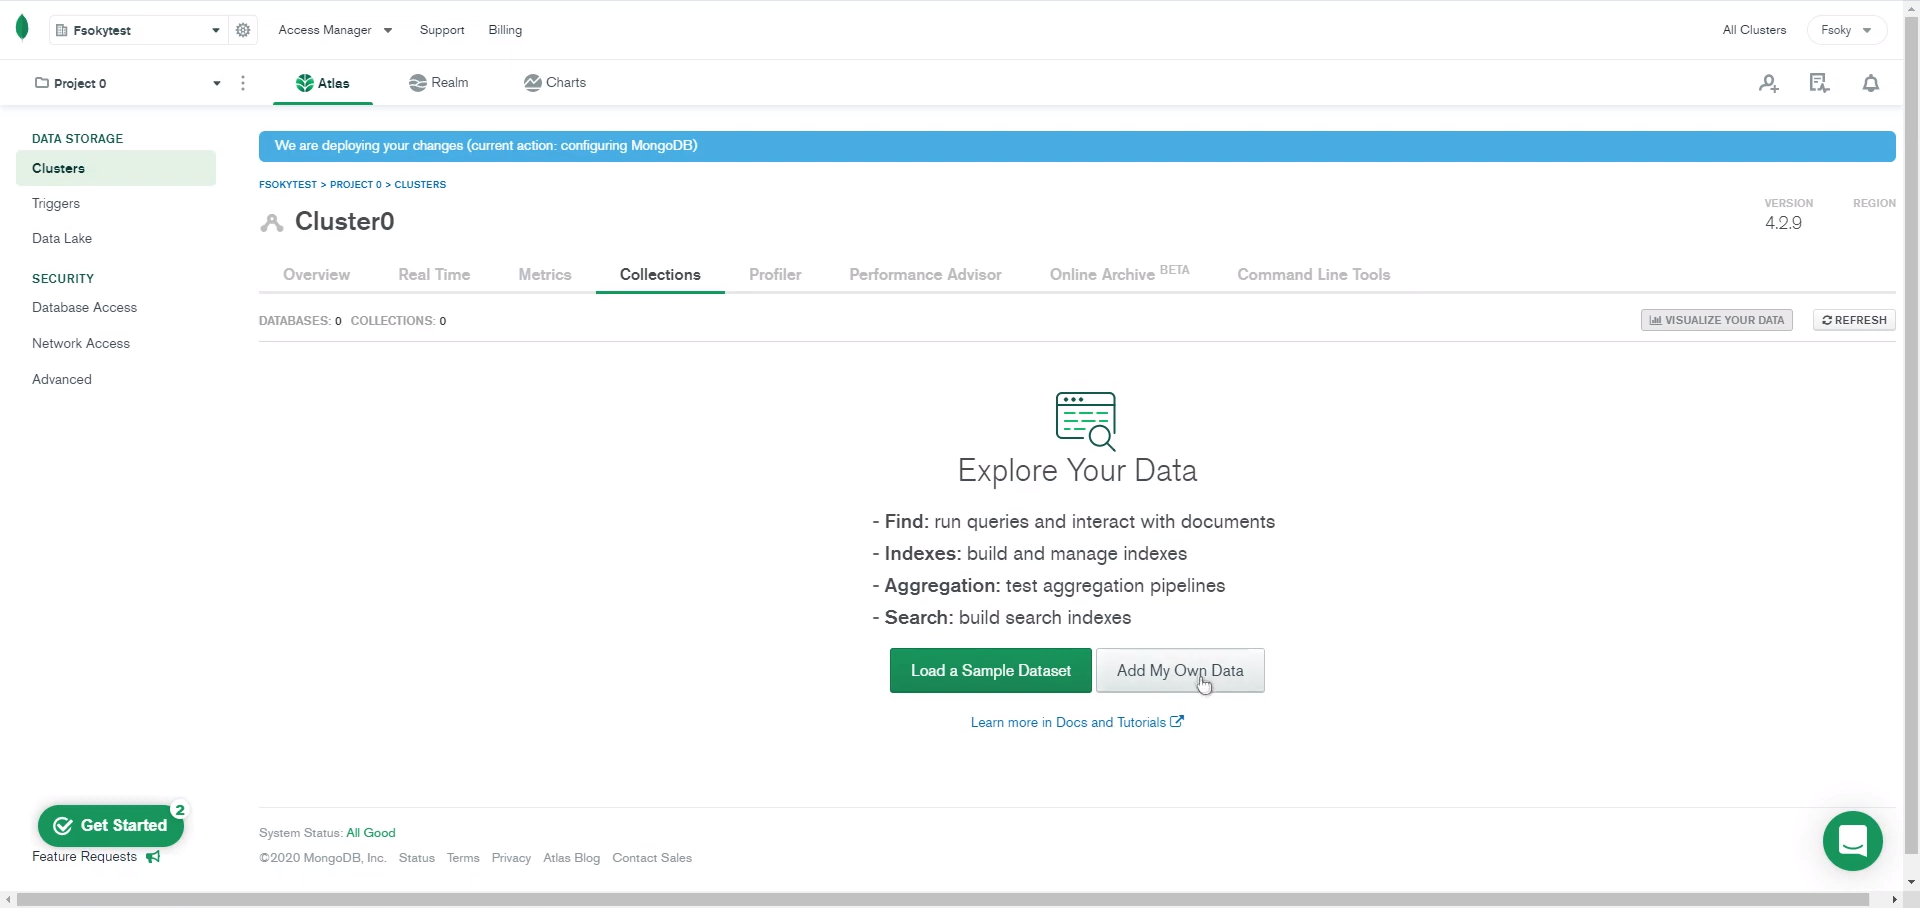 Fsokytest
Access Manager
Support
Billing
All Clusters
Fsoky
Project 0
Atlas
Realm
Charts
DATA STORAGE
Clusters
Triggers
Data Lake
SECURITY
Database Access
Network Access
Advanced
We are deploying your changes (current action: configuring MongoDB)
FSOKYTEST > PROJECT 0 > CLUSTERS
Cluster0
VERSION
4.2.9
REGION
Overview
Real Time
Metrics
Collections
Profiler
Performance Advisor
Online Archive BETA
Command Line Tools
DATABASES: 0 COLLECTIONS: 0
VISUALIZE YOUR DATA
REFRESH
Explore Your Data
- Find: run queries and interact with documents
- Indexes: build and manage indexes
- Aggregation: test aggregation pipelines
- Search: build search indexes
Load a Sample Dataset
Add My Own Data
Learn more in Docs and Tutorials
Get Started
2
Feature Requests
System Status: All Good
©2020 MongoDB, Inc. Status Terms Privacy Atlas Blog Contact Sales